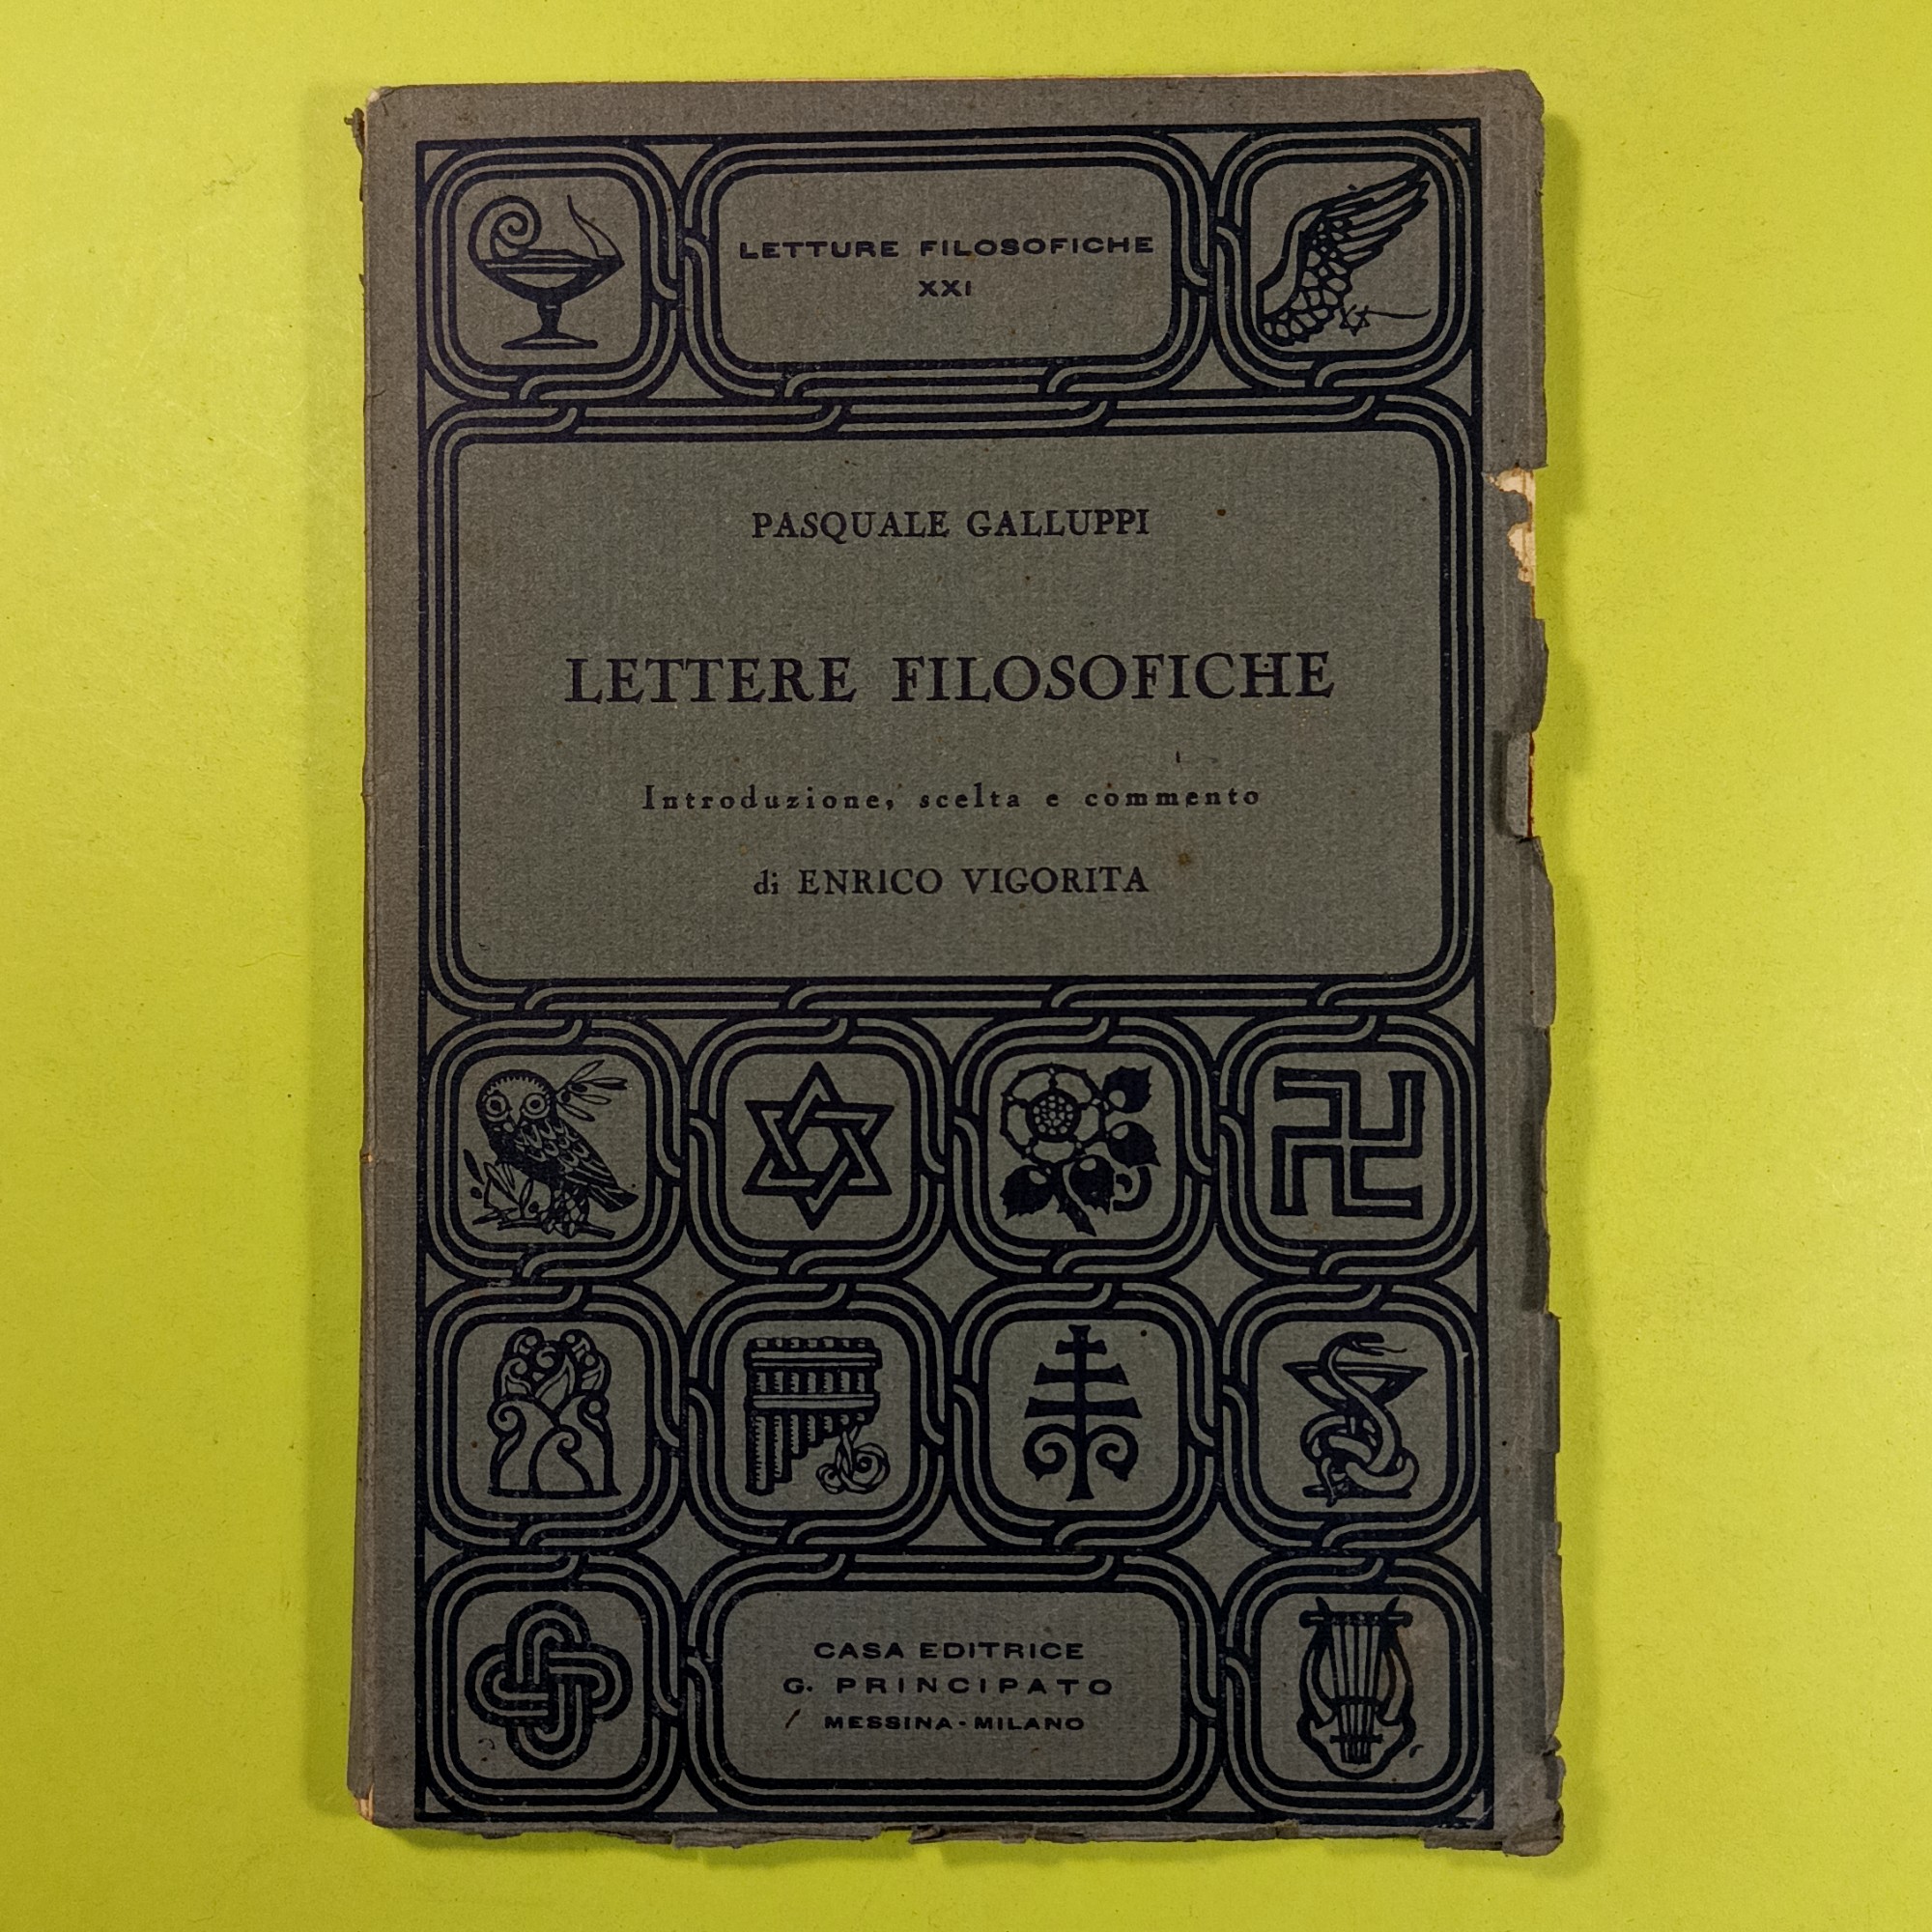 LETTURE FILOSOFICHE
XXI
PASQUALE GALLUPPI
LETTERE FILOSOFICHE
Introduzione, scelta e commento
di ENRICO VIGORITA
CASA EDITRICE
G. PRINCIPATO
MESSINA - MILANO